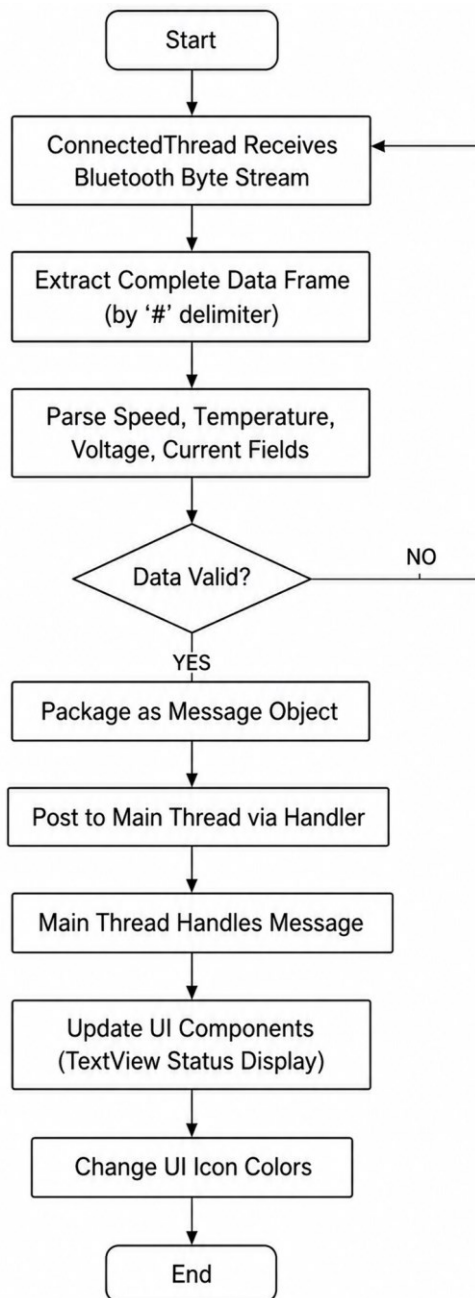 Start
ConnectedThread Receives
Bluetooth Byte Stream
Extract Complete Data Frame
(by ‘#’ delimiter)
Parse Speed, Temperature,
Voltage, Current Fields
Data Valid?
NO
YES
Package as Message Object
Post to Main Thread via Handler
Main Thread Handles Message
Update UI Components
(TextView Status Display)
Change UI Icon Colors
End